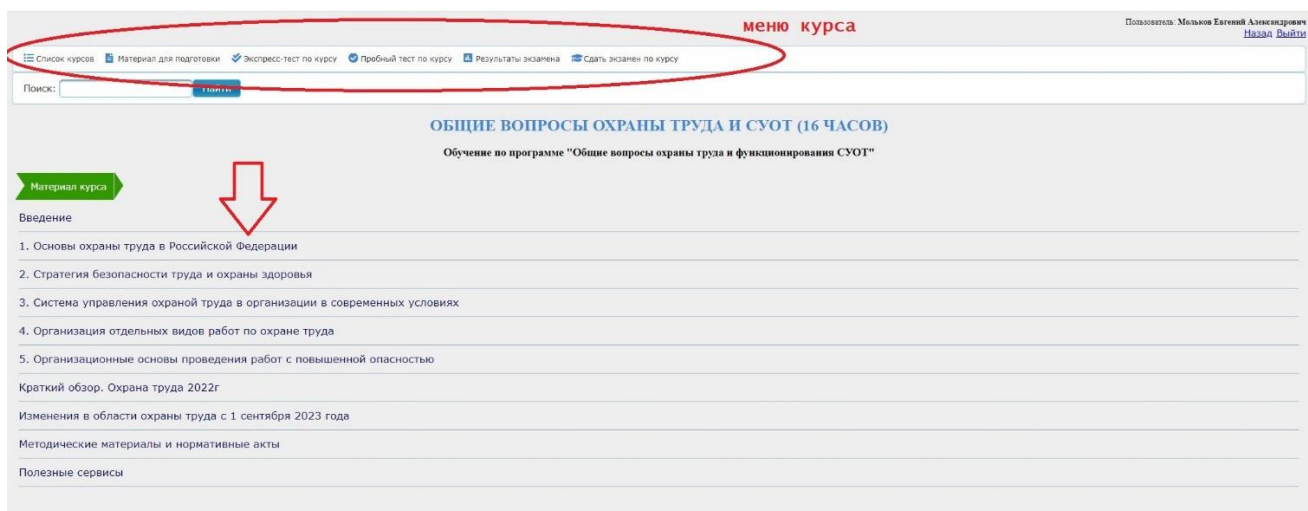 меню курса
Пользователь: Мольков Евгений Александрович
Назад Выйти
Список курсов Материал для подготовки Экспресс-тест по курсу Пробный тест по курсу Результаты экзамена Сдать экзамен по курсу
Поиск: Найти
ОБЩИЕ ВОПРОСЫ ОХРАНЫ ТРУДА И СУОТ (16 ЧАСОВ)
Обучение по программе "Общие вопросы охраны труда и функционирования СУОТ"
Материал курса
Введение
1. Основы охраны труда в Российской Федерации
2. Стратегия безопасности труда и охраны здоровья
3. Система управления охраной труда в организации в современных условиях
4. Организация отдельных видов работ по охране труда
5. Организационные основы проведения работ с повышенной опасностью
Краткий обзор. Охрана труда 2022г
Изменения в области охраны труда с 1 сентября 2023 года
Методические материалы и нормативные акты
Полезные сервисы